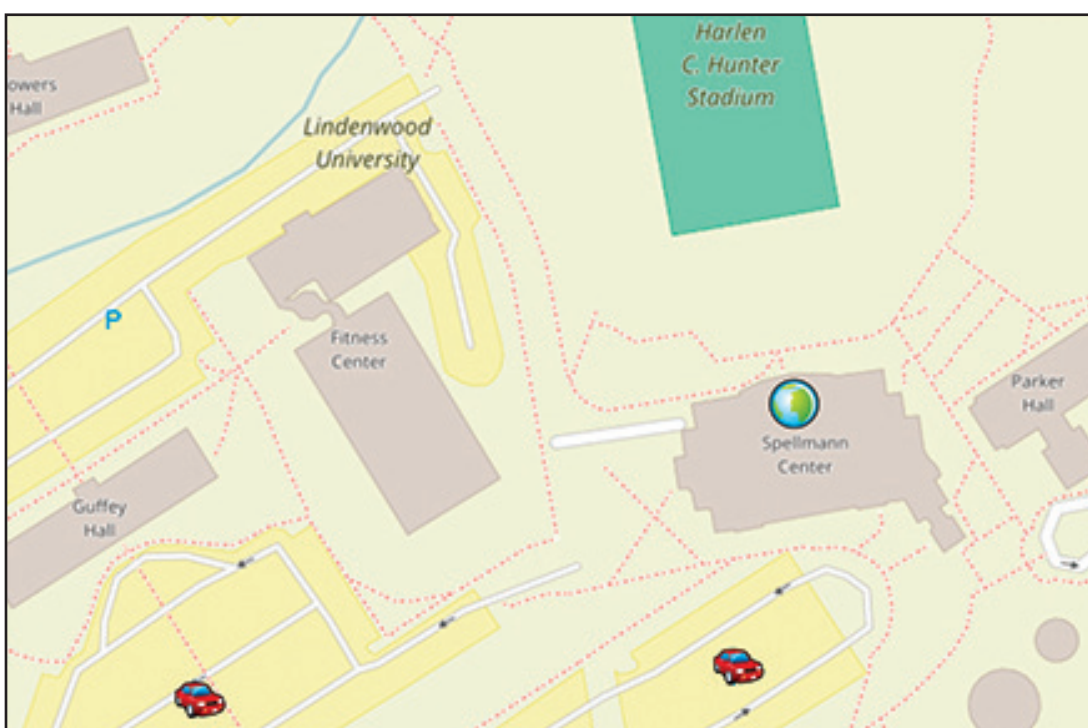 Harlen
C. Hunter
Stadium
owers
Hall
Lindenwood
University
P
Fitness
Center
Parker
Hall
Spellmann
Center
Guffey
Hall